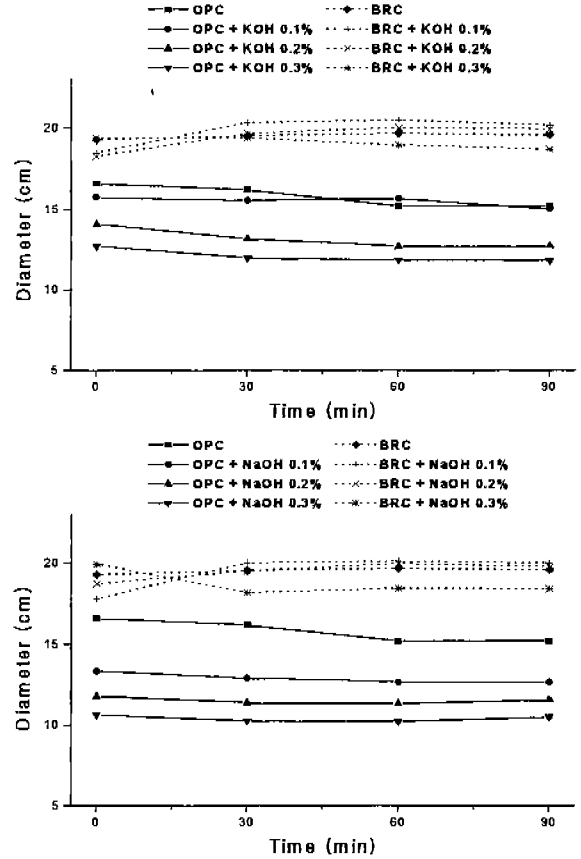 OPC BRC
OPC + KOH 0.1% BRC + KOH 0.1%
OPC + KOH 0.2% BRC + KOH 0.2%
OPC + KOH 0.3% BRC + KOH 0.3%
20
15
10
5
Diameter (cm)
0 30 60 90
Time (min)
OPC BRC
OPC + NaOH 0.1% BRC + NaOH 0.1%
OPC + NaOH 0.2% BRC + NaOH 0.2%
OPC + NaOH 0.3% BRC + NaOH 0.3%
20
15
10
5
Diameter (cm)
0 30 60 90
Time (min)